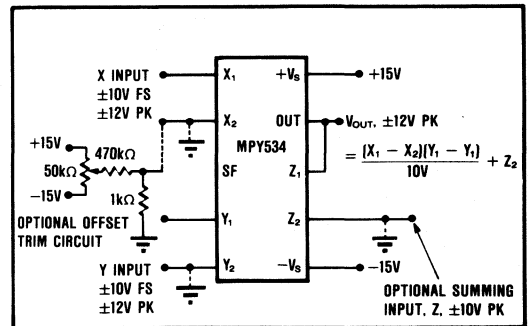 X INPUT
±10V FS
±12V PK
X₁
X₂
SF
Y₁
Y₂
MPY534
+Vs
OUT
Z₁
Z₂
−Vs
+15V
VOUT, ±12V PK
= (X₁ − X₂)(Y₁ − Y₁) / 10V + Z₂
+15V
50kΩ
−15V
470kΩ
1kΩ
OPTIONAL OFFSET
TRIM CIRCUIT
Y INPUT
±10V FS
±12V PK
−15V
OPTIONAL SUMMING
INPUT, Z, ±10V PK